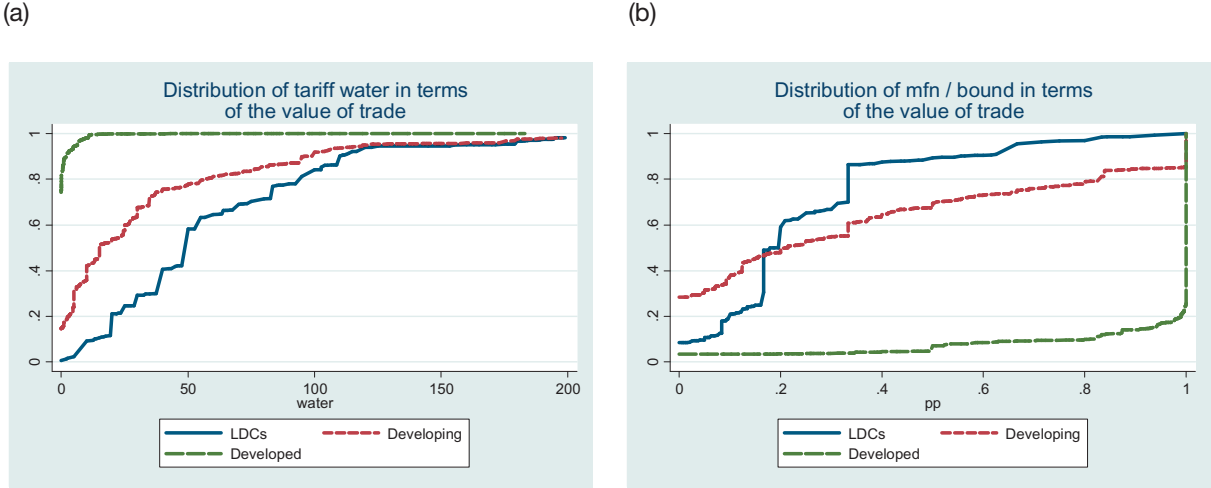 (a)
(b)
Distribution of tariff water in terms
of the value of trade
1
.8
.6
.4
.2
0
0
50
100
150
200
water
LDCs
Developing
Developed
Distribution of mfn / bound in terms
of the value of trade
1
.8
.6
.4
.2
0
0
.2
.4
.6
.8
1
pp
LDCs
Developing
Developed